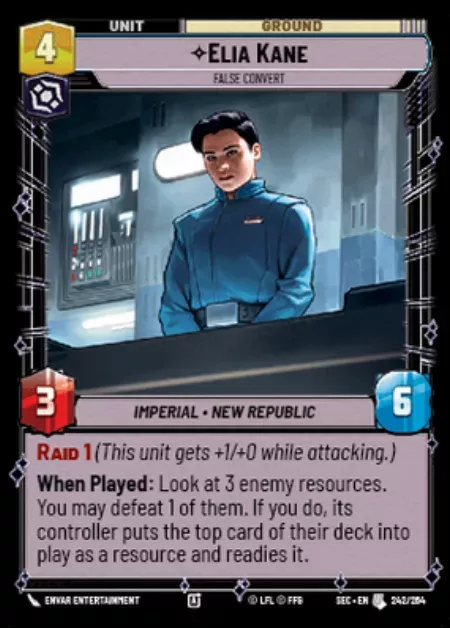 UNIT GROUND
4
ELIA KANE
FALSE CONVERT
3
IMPERIAL • NEW REPUBLIC
6
RAID 1 (This unit gets +1/+0 while attacking.)
When Played: Look at 3 enemy resources.
You may defeat 1 of them. If you do, its
controller puts the top card of their deck into
play as a resource and readies it.
ENVAR ENTERTAINMENT © LFL © FFG SEC • EN 242/264